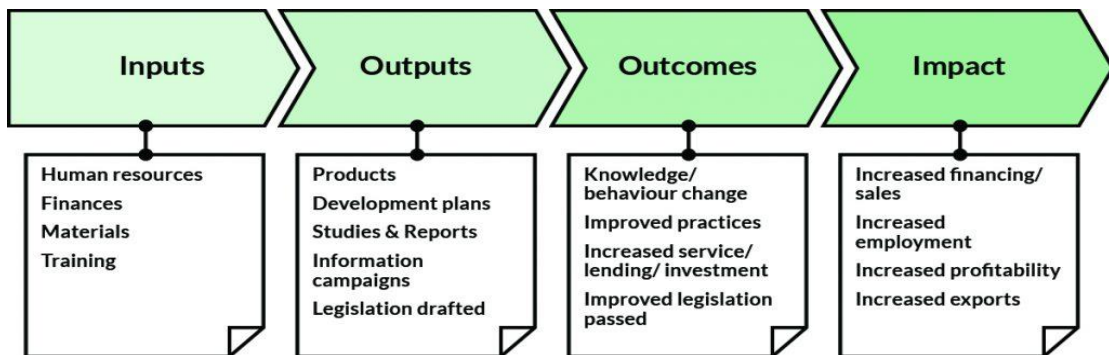 Inputs
Outputs
Outcomes
Impact
Human resources
Finances
Materials
Training
Products
Development plans
Studies & Reports
Information
campaigns
Legislation drafted
Knowledge/
behaviour change
Improved practices
Increased service/
lending/ investment
Improved legislation
passed
Increased financing/
sales
Increased
employment
Increased profitability
Increased exports